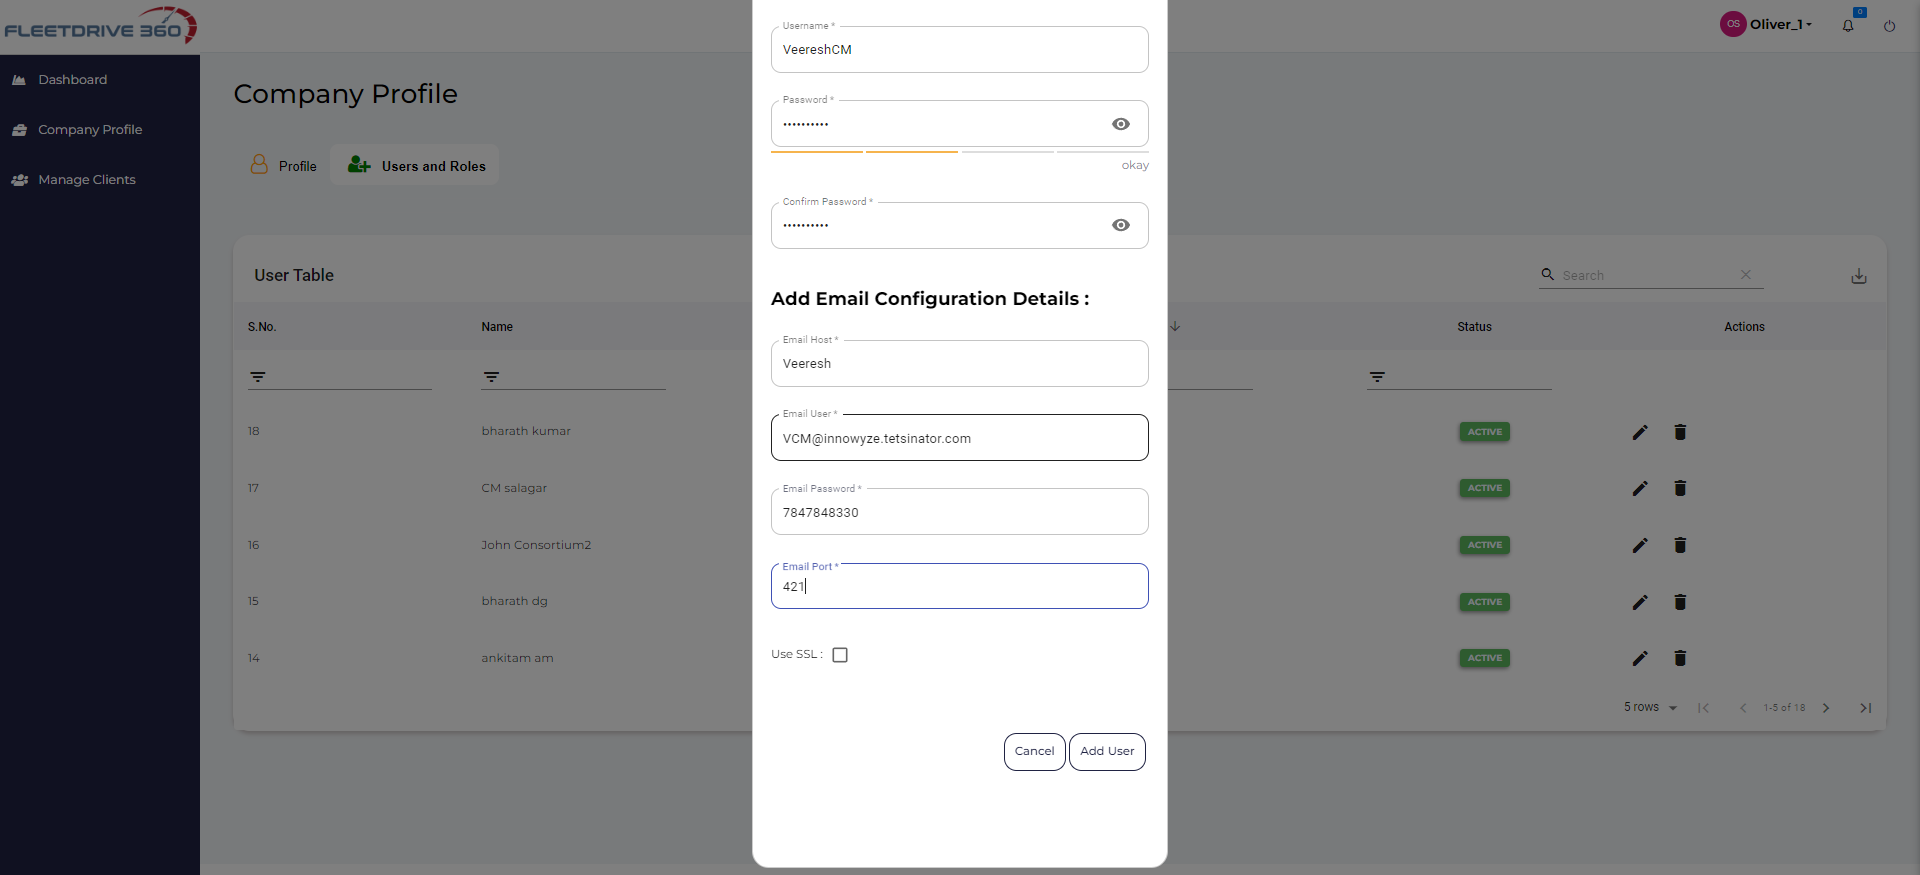 FLEETDRIVE 360
OS Oliver_1
0
Dashboard
Company Profile
Manage Clients
Company Profile
Profile
Users and Roles
User Table
Search
S.No.
Name
Status
Actions
18
bharath kumar
ACTIVE
17
CM salagar
ACTIVE
16
John Consortium2
ACTIVE
15
bharath dg
ACTIVE
14
ankitam am
ACTIVE
5 rows
1-5 of 18
Username *
VeereshCM
Password *
••••••••••
okay
Confirm Password *
••••••••••
Add Email Configuration Details :
Email Host *
Veeresh
Email User *
VCM@innowyze.tetsinator.com
Email Password *
7847848330
Email Port *
421
Use SSL :
Cancel
Add User